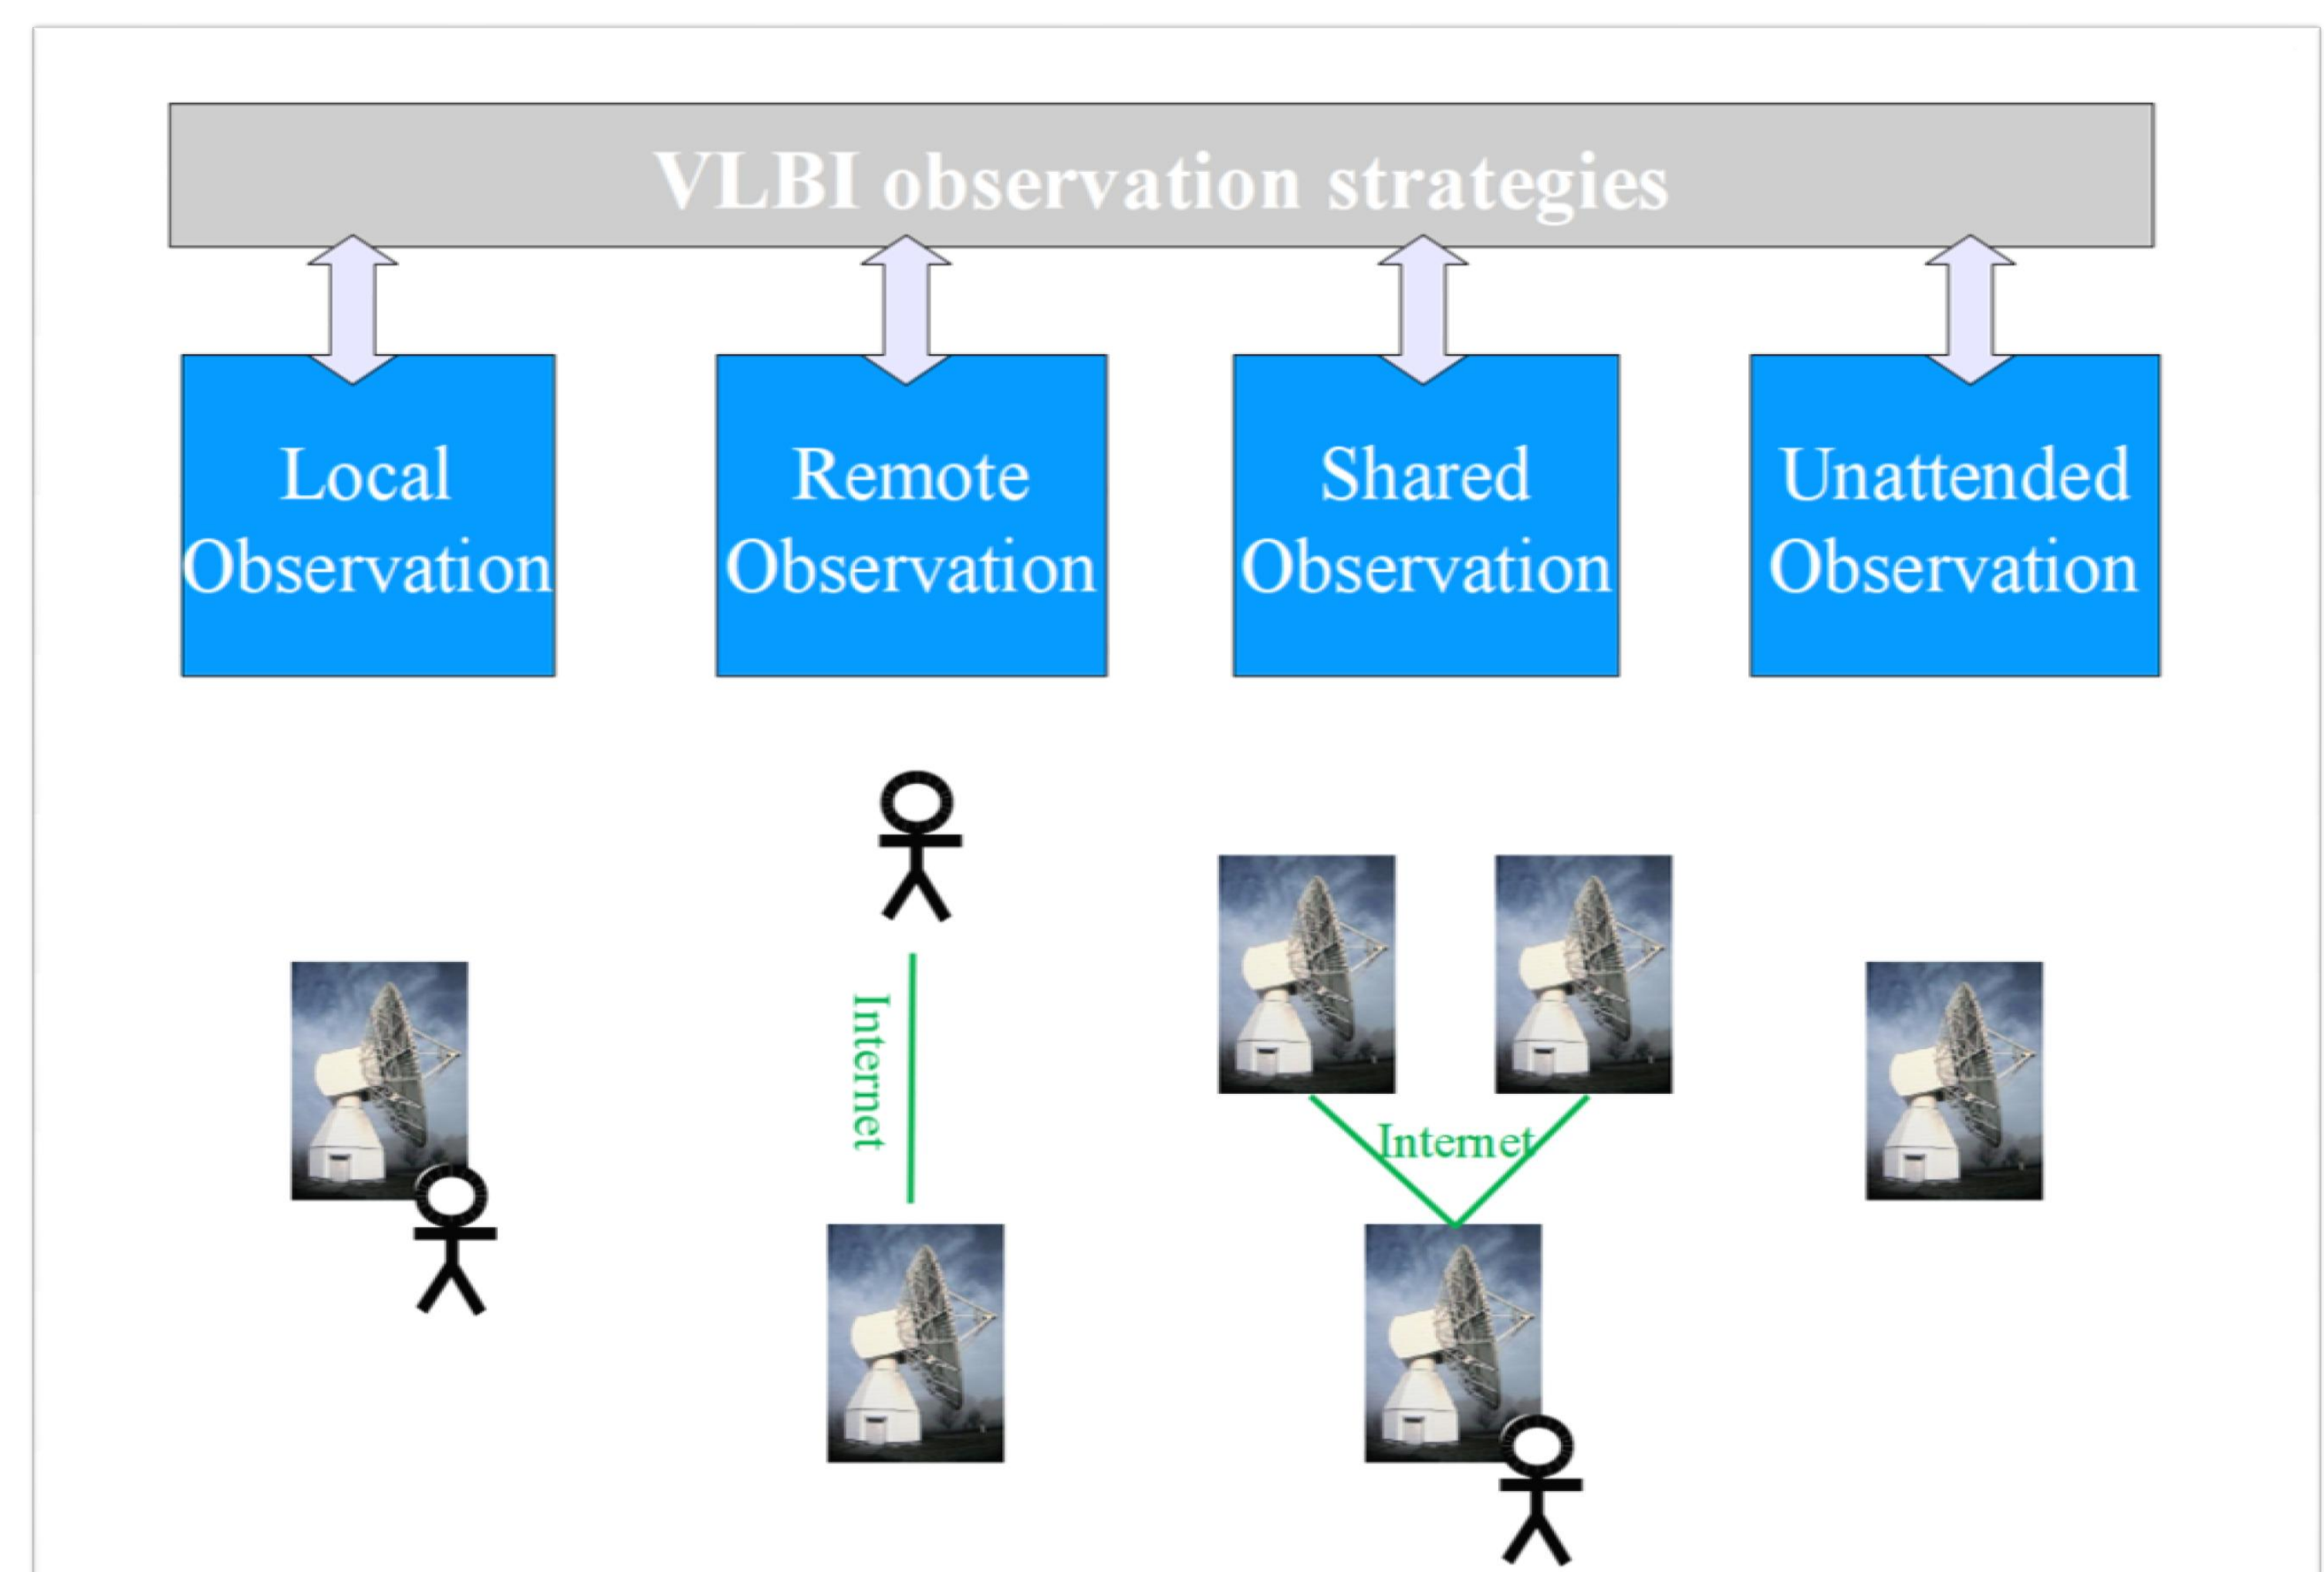 VLBI observation strategies
Local
Observation
Remote
Observation
Shared
Observation
Unattended
Observation
Internet
Internet